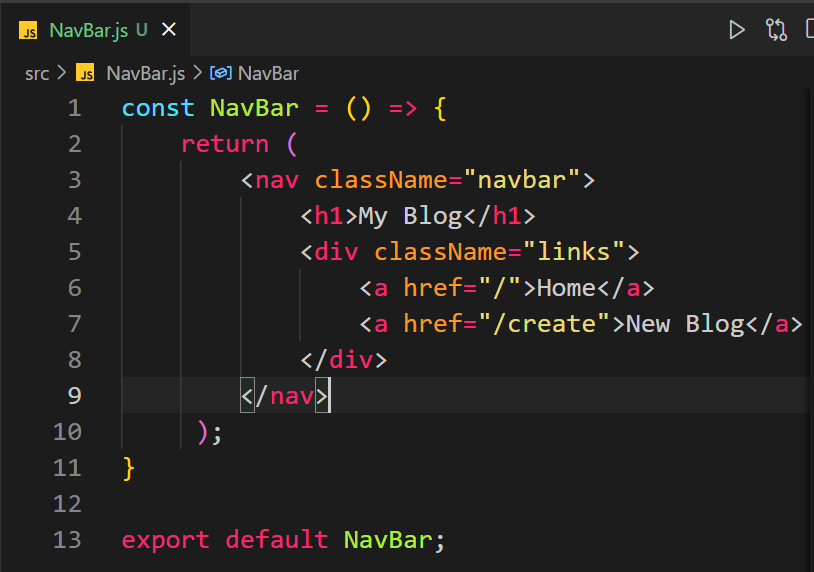 JS NavBar.js U ×
src > JS NavBar.js > NavBar
1 const NavBar = () => {
2     return (
3         <nav className="navbar">
4             <h1>My Blog</h1>
5             <div className="links">
6                 <a href="/">Home</a>
7                 <a href="/create">New Blog</a>
8             </div>
9         </nav>
10      );
11 }
12
13 export default NavBar;